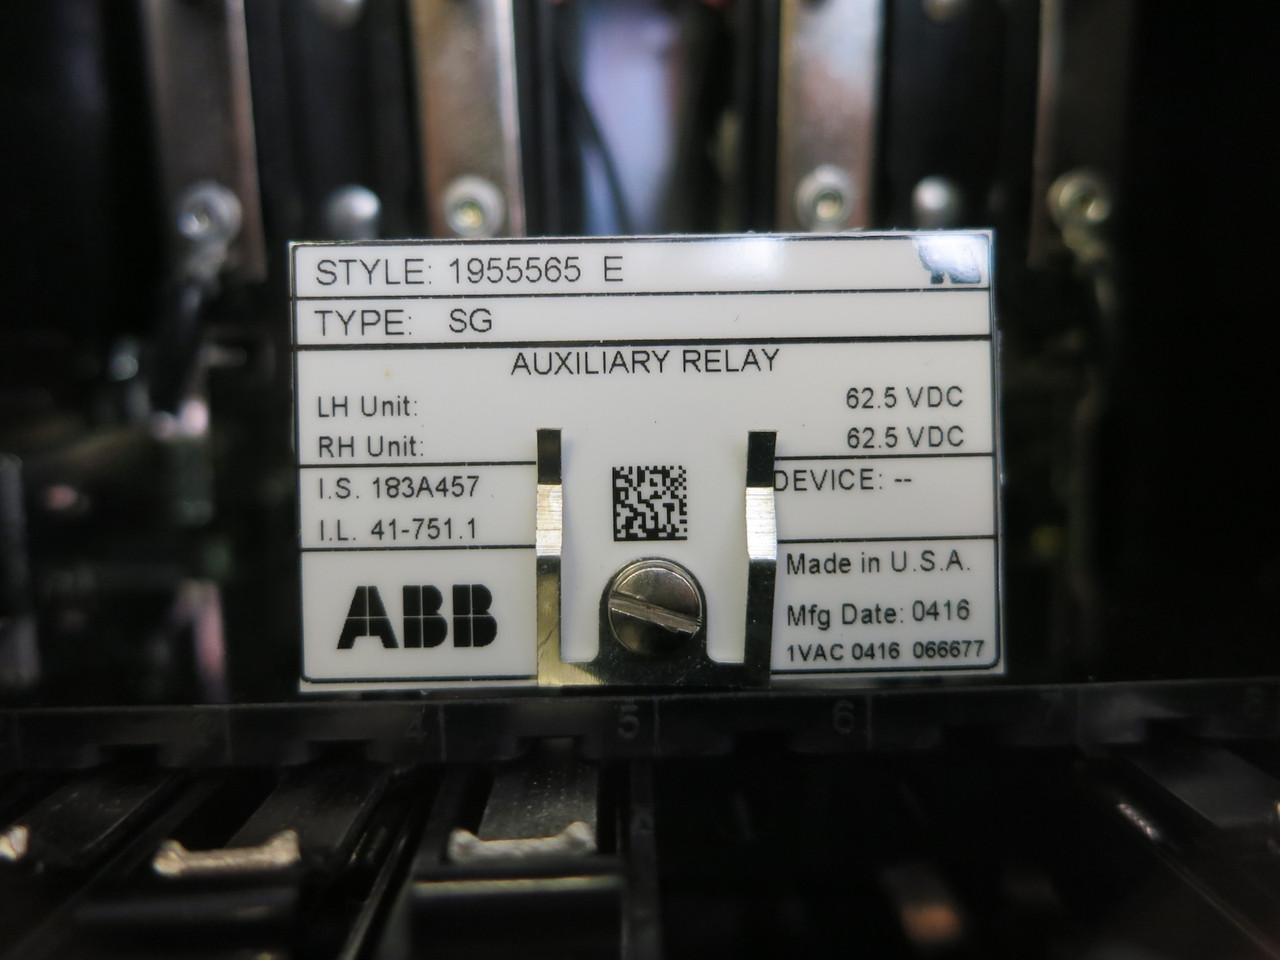 STYLE: 1955565 E
TYPE: SG
AUXILIARY RELAY
LH Unit: 62.5 VDC
RH Unit: 62.5 VDC
I.S. 183A457
DEVICE: --
I.L. 41-751.1
ABB
Made in U.S.A.
Mfg Date: 0416
1VAC 0416 066677
4 5 6